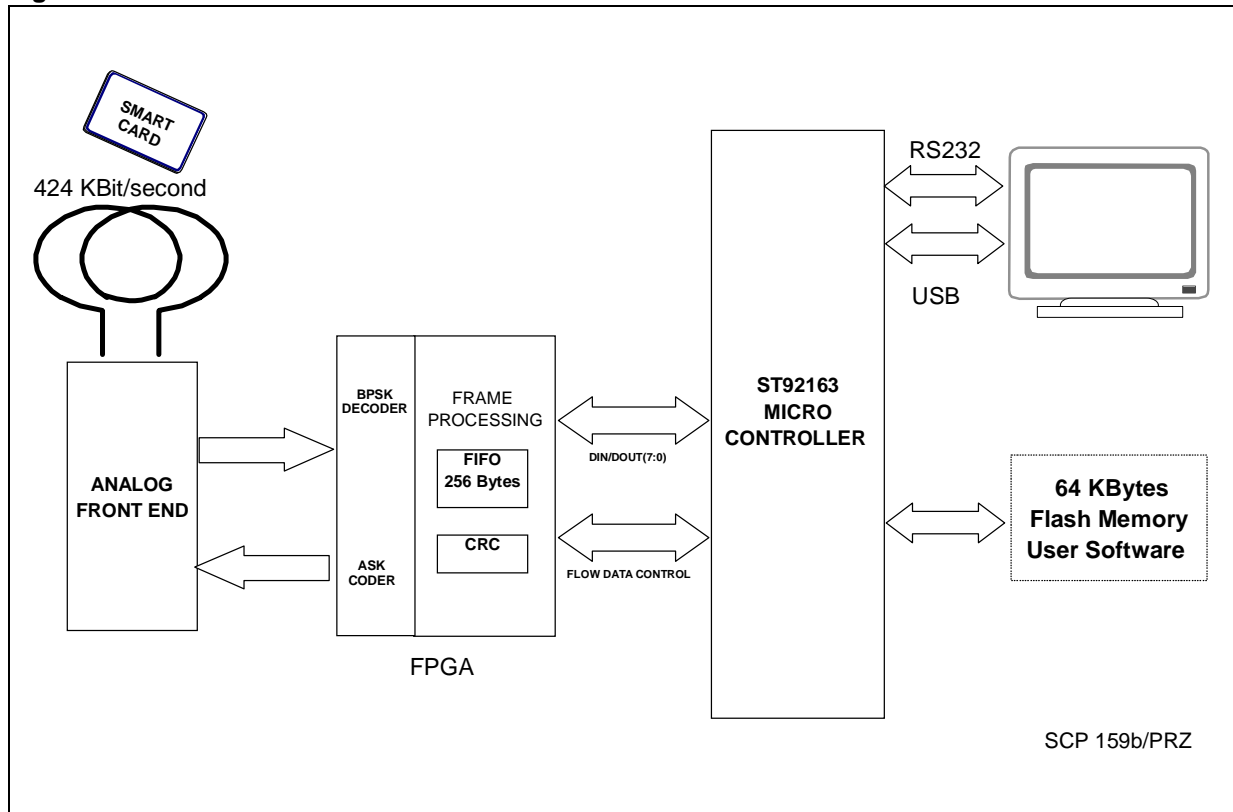 SMART
CARD
424 KBit/second
RS232
USB
ANALOG
FRONT END
BPSK
DECODER
ASK
CODER
FRAME
PROCESSING
FIFO
256 Bytes
CRC
FPGA
DIN/DOUT(7:0)
FLOW DATA CONTROL
ST92163
MICRO
CONTROLLER
64 KBytes
Flash Memory
User Software
SCP 159b/PRZ